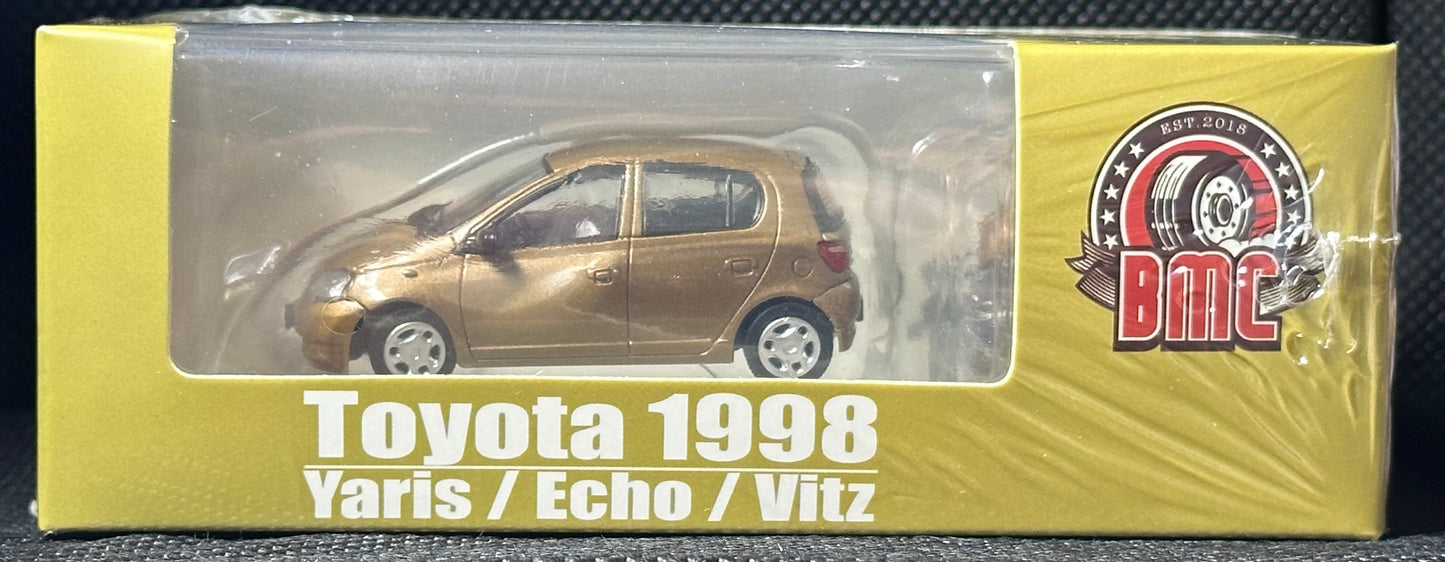 Toyota 1998
Yaris / Echo / Vitz
EST.2018
BMC